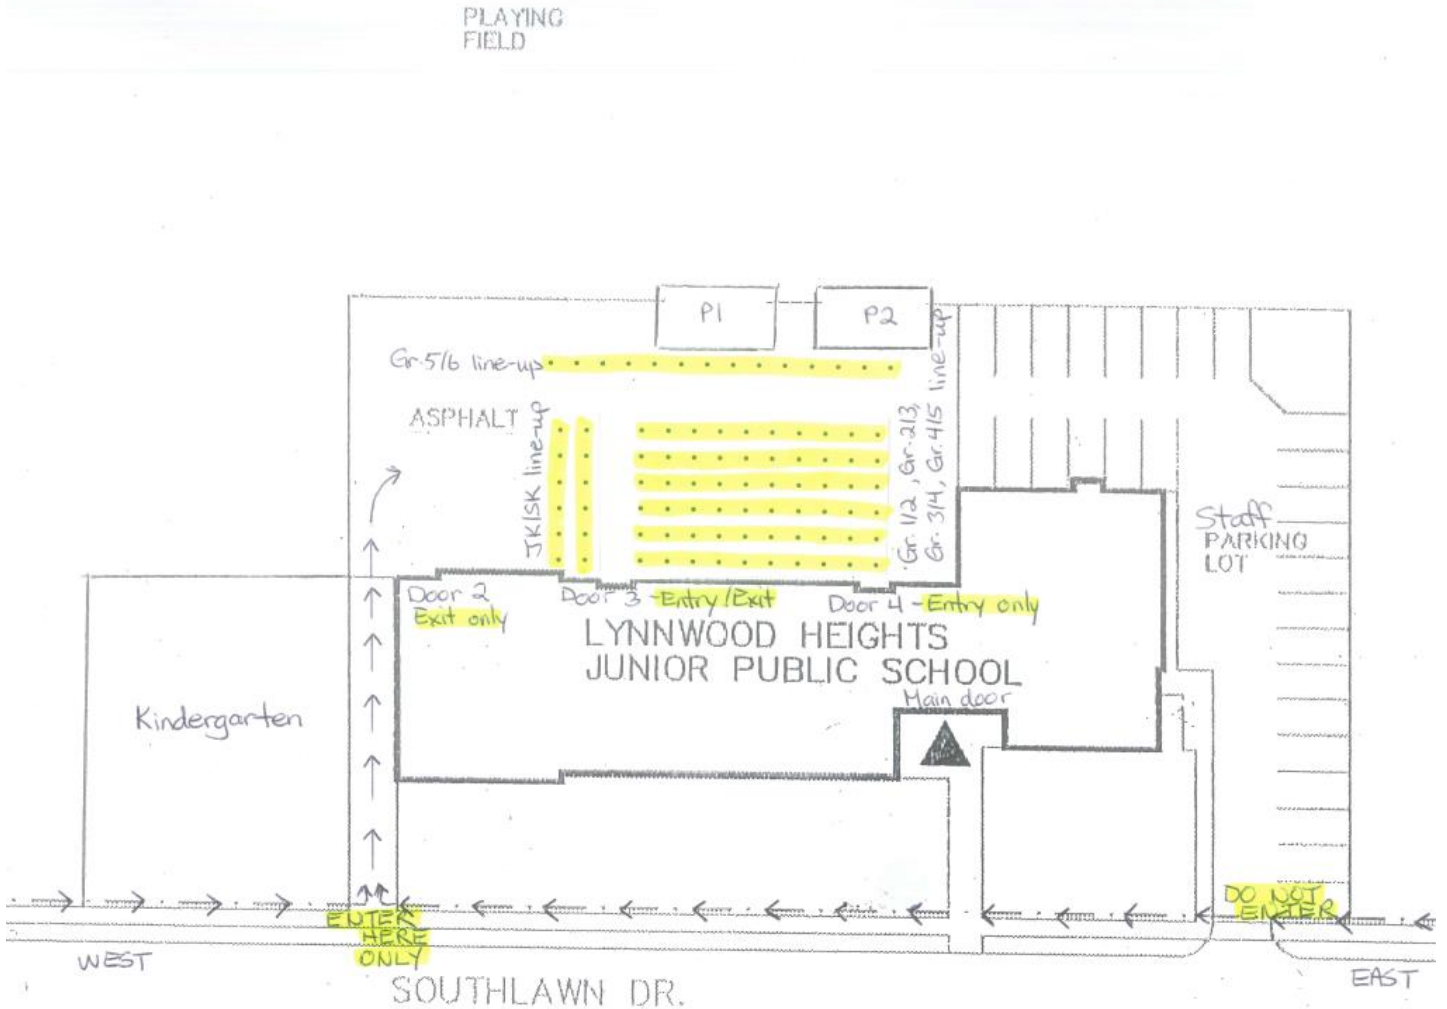 PLAYING
FIELD
P1
P2
Gr.5/6 line-up
ASPHALT
JK/SK line-up
Gr. 1/2, Gr. 2/3,
Gr. 3/4, Gr. 4/5 line-up
Staff
PARKING
LOT
Door 2
Exit only
Door 3 - Entry/Exit
Door 4 - Entry only
LYNNWOOD HEIGHTS
JUNIOR PUBLIC SCHOOL
Main door
Kindergarten
DO NOT
ENTER
ENTER
HERE
ONLY
WEST
EAST
SOUTHLAWN DR.